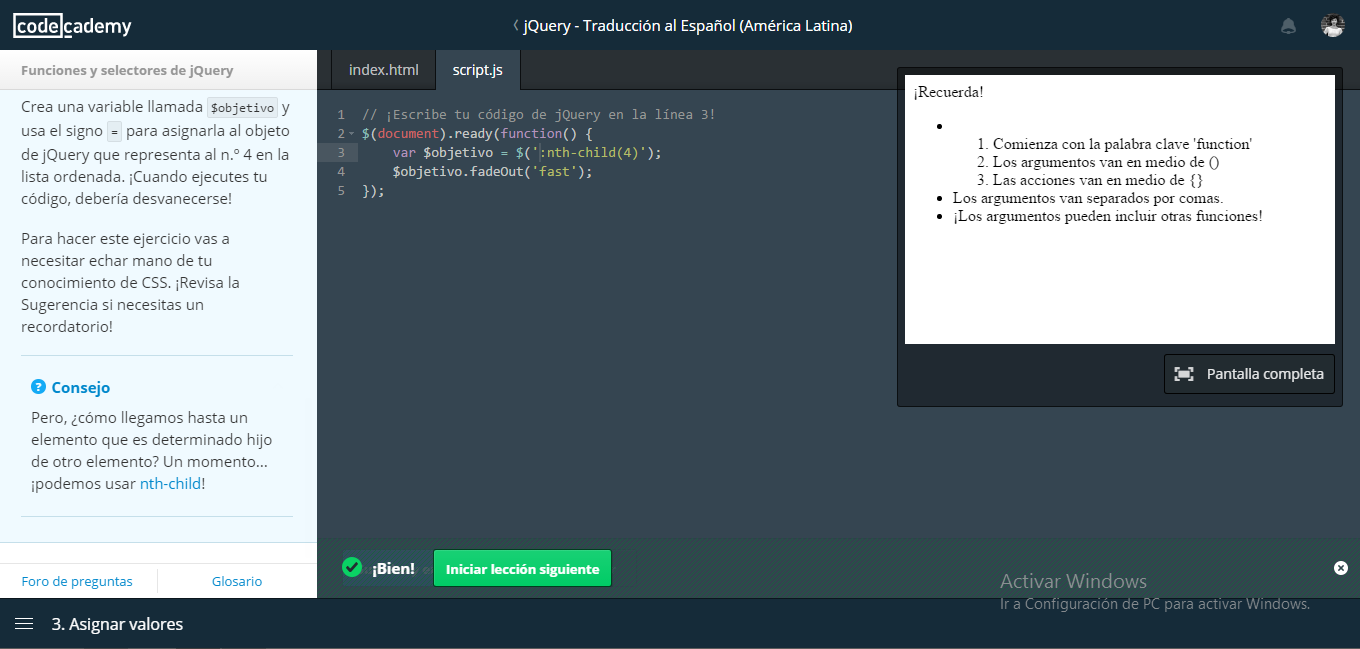 codecademy
jQuery - Traducción al Español (América Latina)
Funciones y selectores de jQuery
Crea una variable llamada $objetivo y
usa el signo = para asignarla al objeto
de jQuery que representa al n.º 4 en la
lista ordenada. ¡Cuando ejecutes tu
código, debería desvanecerse!
Para hacer este ejercicio vas a
necesitar echar mano de tu
conocimiento de CSS. ¡Revisa la
Sugerencia si necesitas un
recordatorio!
? Consejo
Pero, ¿cómo llegamos hasta un
elemento que es determinado hijo
de otro elemento? Un momento...
¡podemos usar nth-child!
Foro de preguntas
Glosario
index.html
script.js
1 // ¡Escribe tu código de jQuery en la línea 3!
2 $(document).ready(function() {
3 var $objetivo = $(':nth-child(4)');
4 $objetivo.fadeOut('fast');
5 });
¡Recuerda!
1. Comienza con la palabra clave 'function'
2. Los argumentos van en medio de ()
3. Las acciones van en medio de {}
• Los argumentos van separados por comas.
• ¡Los argumentos pueden incluir otras funciones!
Pantalla completa
¡Bien!
Iniciar lección siguiente
Activar Windows
Ir a Configuración de PC para activar Windows.
3. Asignar valores